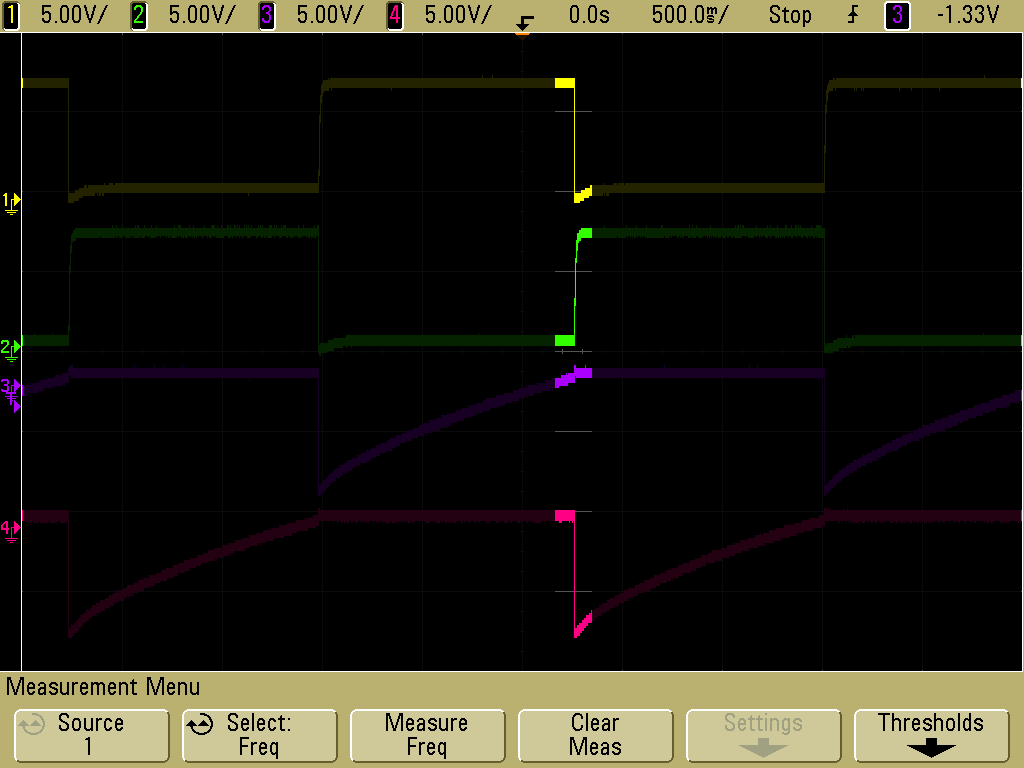 1 5.00V/ 2 5.00V/ 3 5.00V/ 4 5.00V/ 0.0s 500.0ms/ Stop 3 -1.33V
1
2
3
4
Measurement Menu
Source
1
Select:
Freq
Measure
Freq
Clear
Meas
Settings
Thresholds